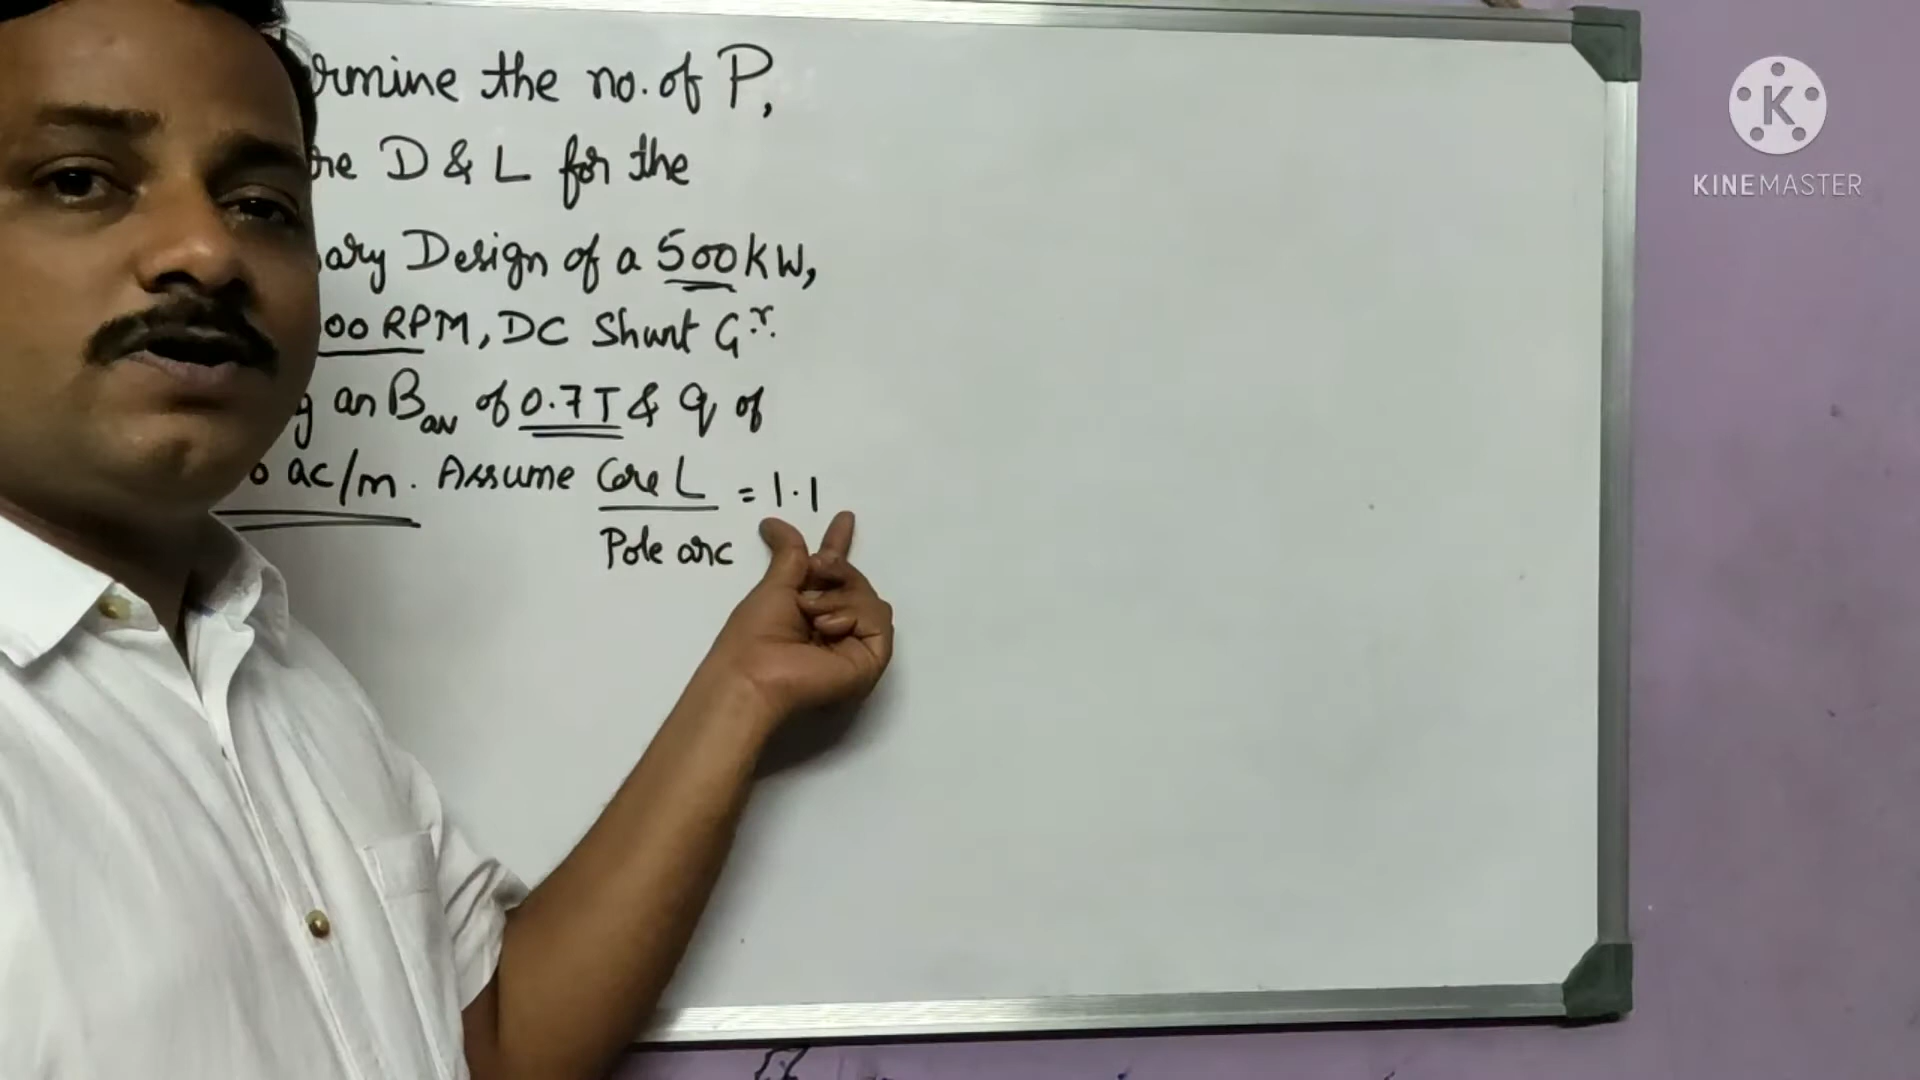 rmine the no. of P,
D & L for the
ary Design of a 500 KW,
00 RPM, DC Shunt Gr.
g an Bav of 0.7 T & q of
0 ac/m. Assume Core L = 1.1
Pole arc
K
KINEMASTER